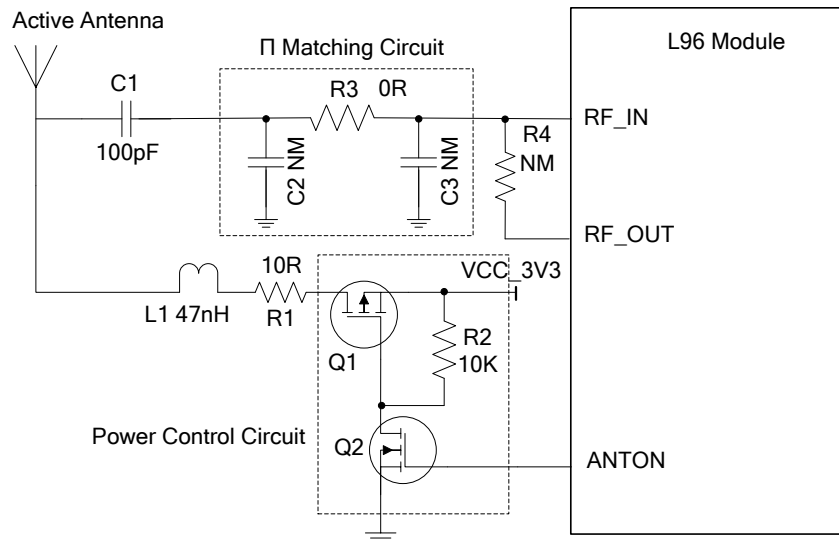 Active Antenna
Π Matching Circuit
L96 Module
C1
100pF
R3 0R
C2 NM
C3 NM
R4
NM
RF_IN
RF_OUT
10R
R1
L1 47nH
VCC_3V3
Q1
R2
10K
Power Control Circuit
Q2
ANTON